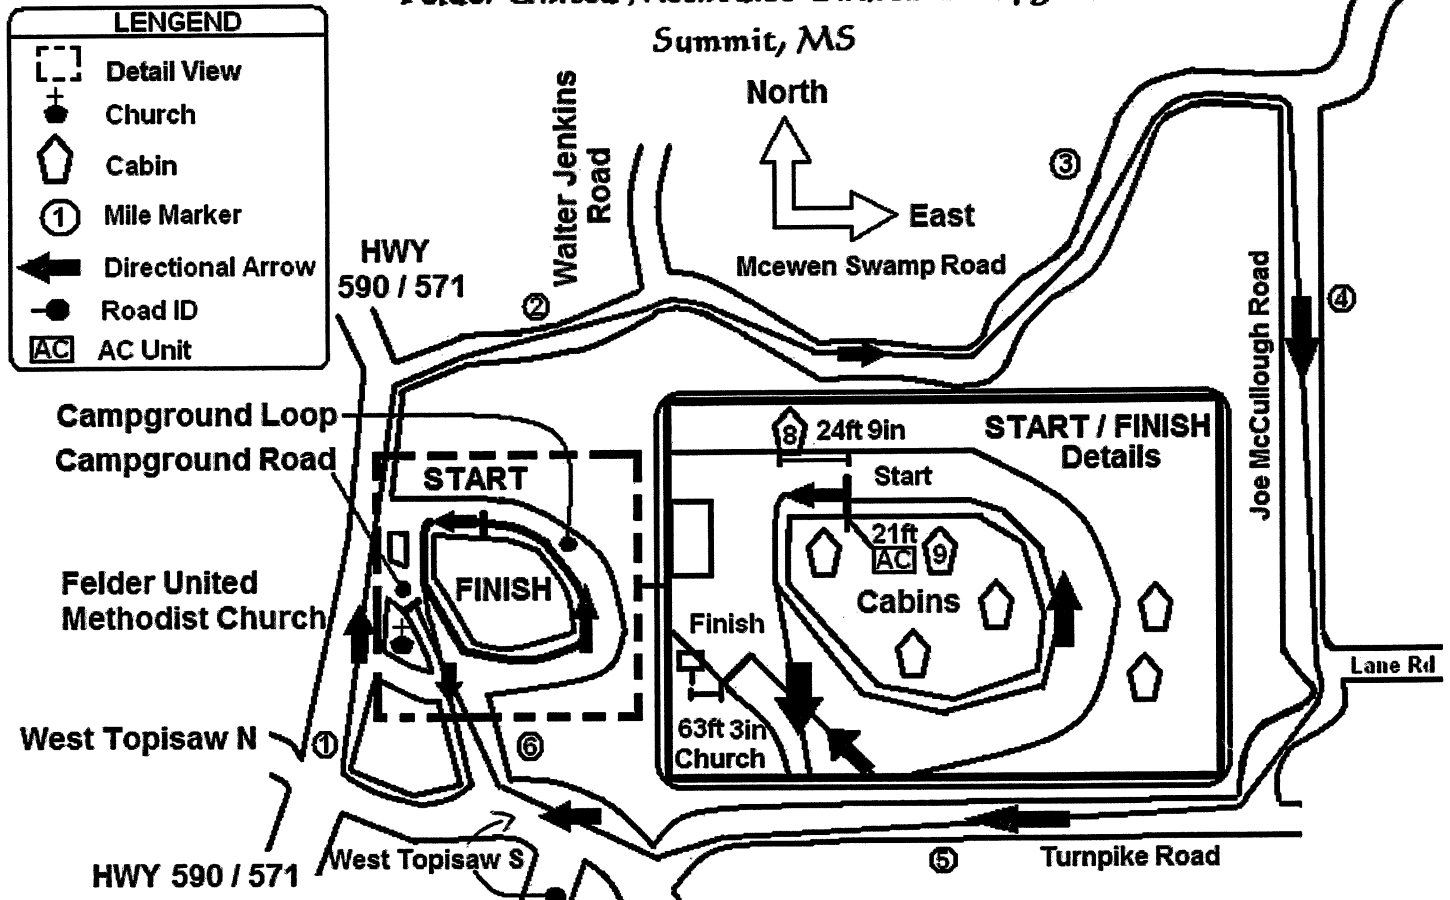 Summit, MS
LENGEND
Detail View
Church
Cabin
1 Mile Marker
Directional Arrow
Road ID
AC AC Unit
North
East
Walter Jenkins
Road
HWY
590 / 571
Mcewen Swamp Road
2
3
4
Joe McCullough Road
Campground Loop
Campground Road
START
FINISH
Felder United
Methodist Church
START / FINISH
Details
8
24ft 9in
Start
21ft
AC
9
Cabins
Finish
63ft 3in
Church
Lane Rd
West Topisaw N
1
6
West Topisaw S
HWY 590 / 571
5
Turnpike Road